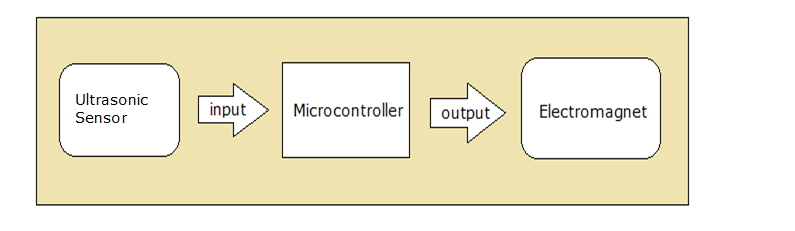 Ultrasonic
Sensor
input
Microcontroller
output
Electromagnet